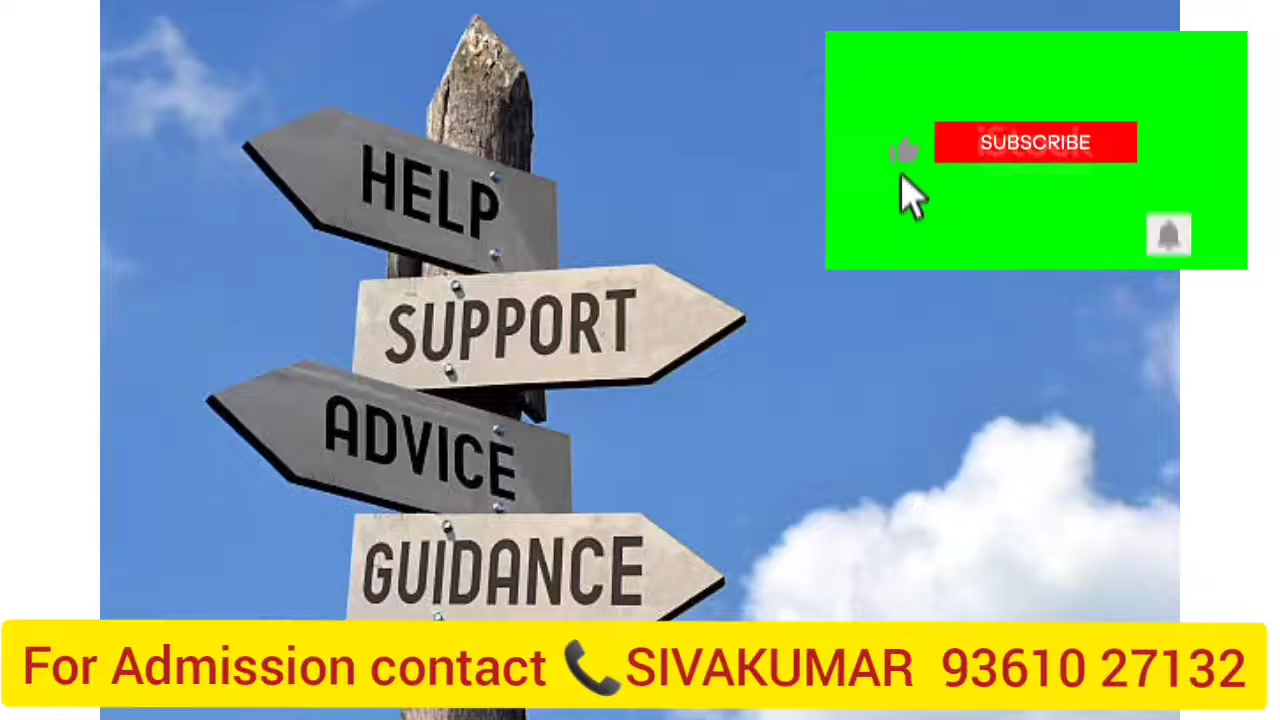 HELP
SUPPORT
ADVICE
GUIDANCE
SUBSCRIBE
For Admission contact 📞SIVAKUMAR 93610 27132